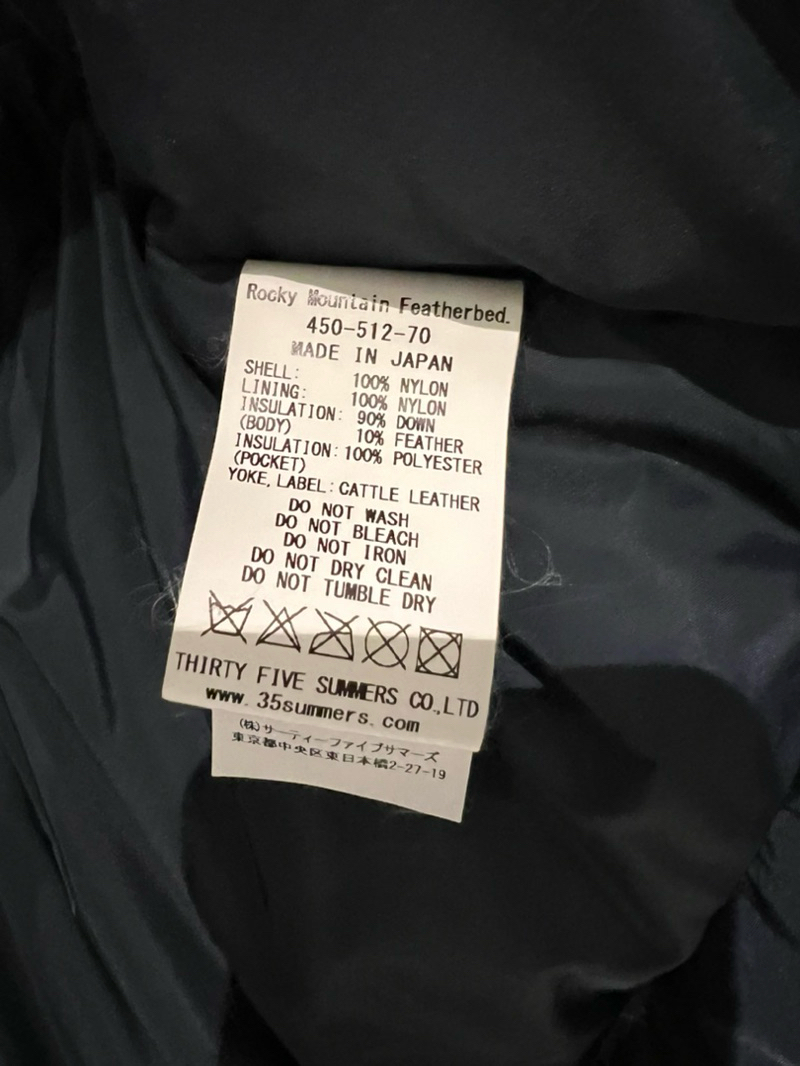 Rocky Mountain Featherbed.
450-512-70
MADE IN JAPAN
SHELL: 100% NYLON
LINING: 100% NYLON
INSULATION: 90% DOWN
(BODY) 10% FEATHER
INSULATION: 100% POLYESTER
(POCKET)
YOKE, LABEL: CATTLE LEATHER
DO NOT WASH
DO NOT BLEACH
DO NOT IRON
DO NOT DRY CLEAN
DO NOT TUMBLE DRY
THIRTY FIVE SUMMERS CO.,LTD
www.35summers.com
(株)サーティーファイブサマーズ
東京都中央区東日本橋2-27-19